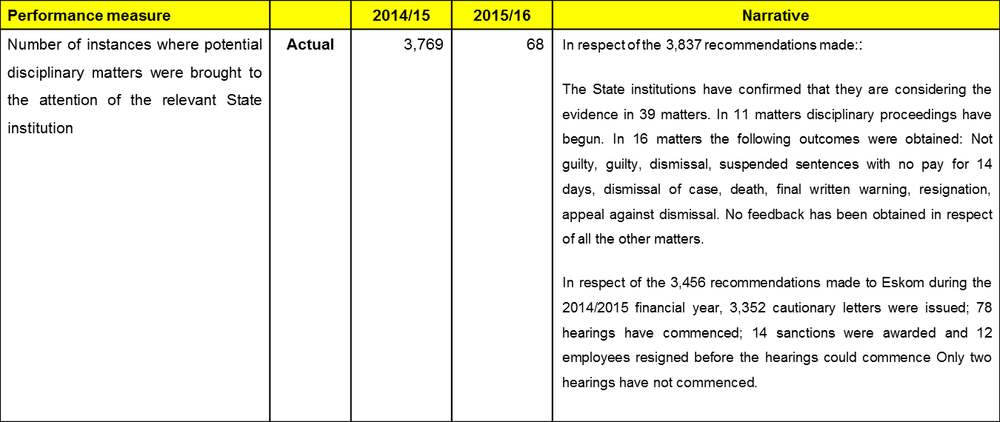 Performance measure 2014/15 2015/16 Narrative
Number of instances where potential
disciplinary matters were brought to
the attention of the relevant State
institution
Actual
3,769
68
In respect of the 3,837 recommendations made::
The State institutions have confirmed that they are considering the
evidence in 39 matters. In 11 matters disciplinary proceedings have
begun. In 16 matters the following outcomes were obtained: Not
guilty, guilty, dismissal, suspended sentences with no pay for 14
days, dismissal of case, death, final written warning, resignation,
appeal against dismissal. No feedback has been obtained in respect
of all the other matters.
In respect of the 3,456 recommendations made to Eskom during the
2014/2015 financial year, 3,352 cautionary letters were issued; 78
hearings have commenced; 14 sanctions were awarded and 12
employees resigned before the hearings could commence Only two
hearings have not commenced.